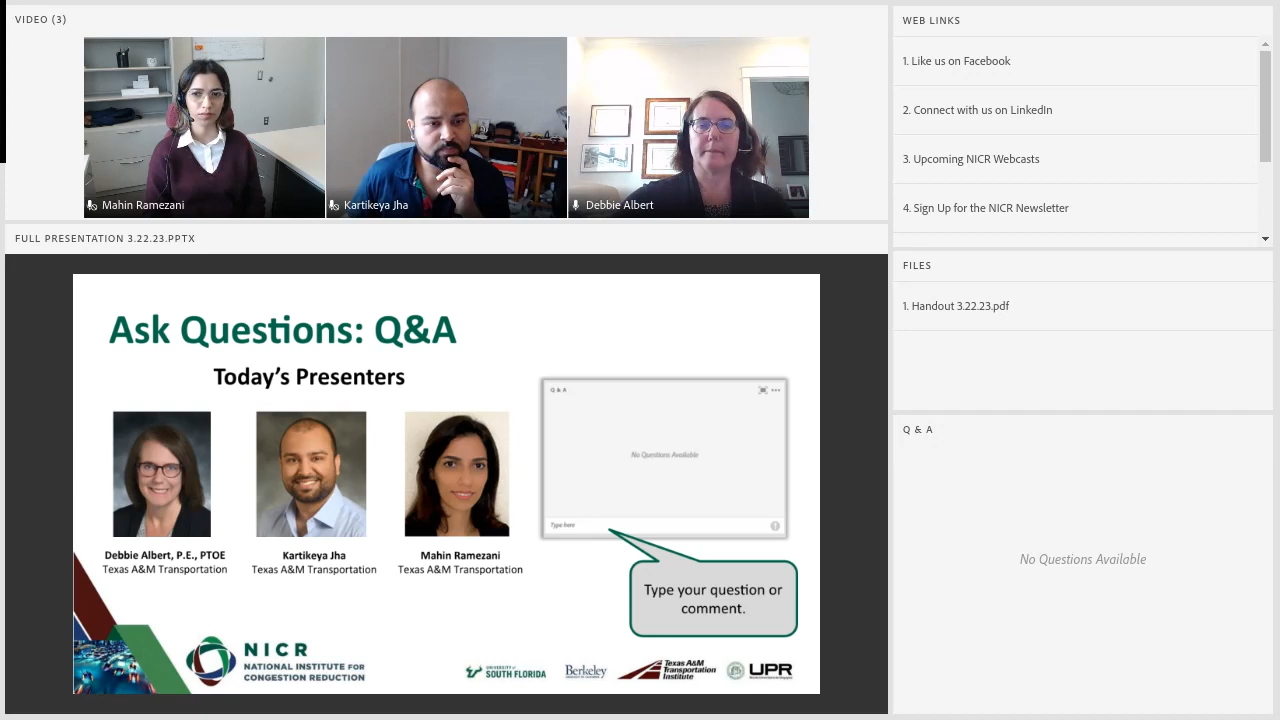 VIDEO (3)
Mahin Ramezani
Kartikeya Jha
Debbie Albert
FULL PRESENTATION 3.22.23.PPTX
Ask Questions: Q&A
Today's Presenters
Debbie Albert, P.E., PTOE
Texas A&M Transportation
Kartikeya Jha
Texas A&M Transportation
Mahin Ramezani
Texas A&M Transportation
Q & A
No Questions Available
Type here
Type your question or
comment.
NICR
NATIONAL INSTITUTE FOR
CONGESTION REDUCTION
UNIVERSITY of
SOUTH FLORIDA
Berkeley
Texas A&M
Transportation
Institute
UPR
WEB LINKS
1. Like us on Facebook
2. Connect with us on LinkedIn
3. Upcoming NICR Webcasts
4. Sign Up for the NICR Newsletter
FILES
1. Handout 3.22.23.pdf
Q & A
No Questions Available